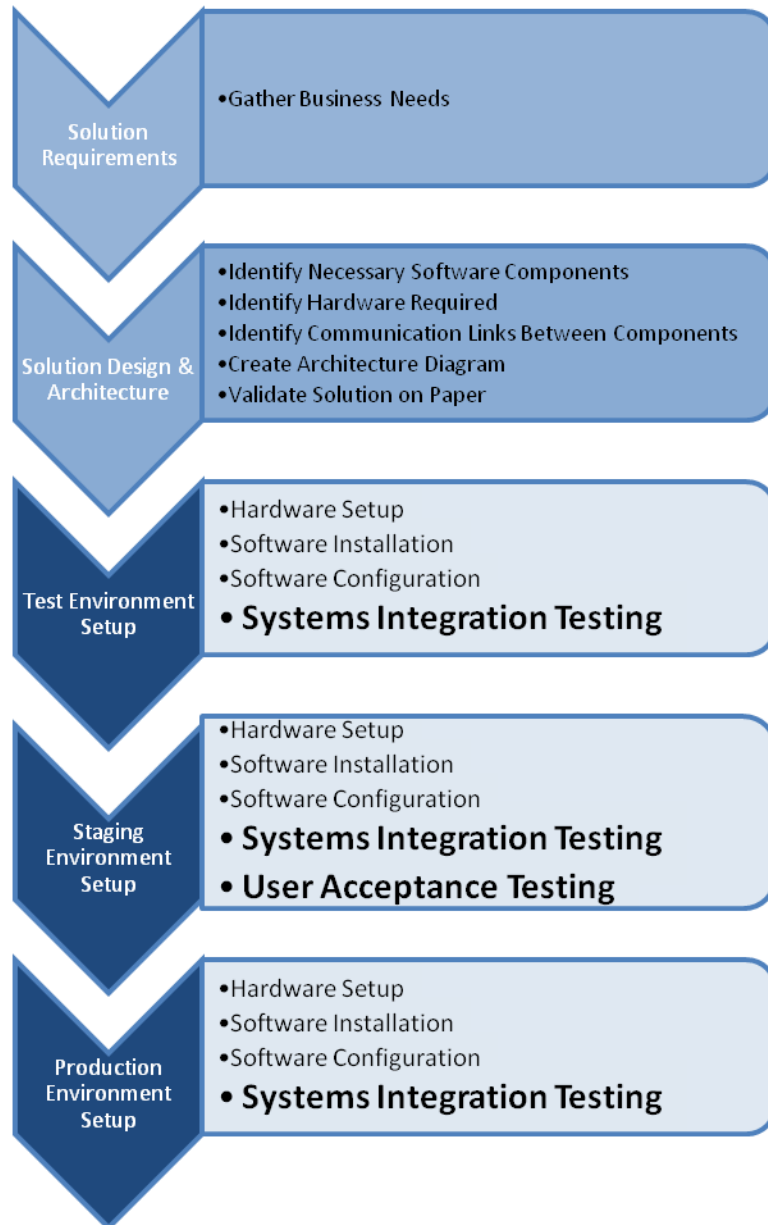 Solution
Requirements
•Gather Business Needs
Solution Design &
Architecture
•Identify Necessary Software Components
•Identify Hardware Required
•Identify Communication Links Between Components
•Create Architecture Diagram
•Validate Solution on Paper
Test Environment
Setup
•Hardware Setup
•Software Installation
•Software Configuration
• Systems Integration Testing
Staging
Environment
Setup
•Hardware Setup
•Software Installation
•Software Configuration
• Systems Integration Testing
• User Acceptance Testing
Production
Environment
Setup
•Hardware Setup
•Software Installation
•Software Configuration
• Systems Integration Testing